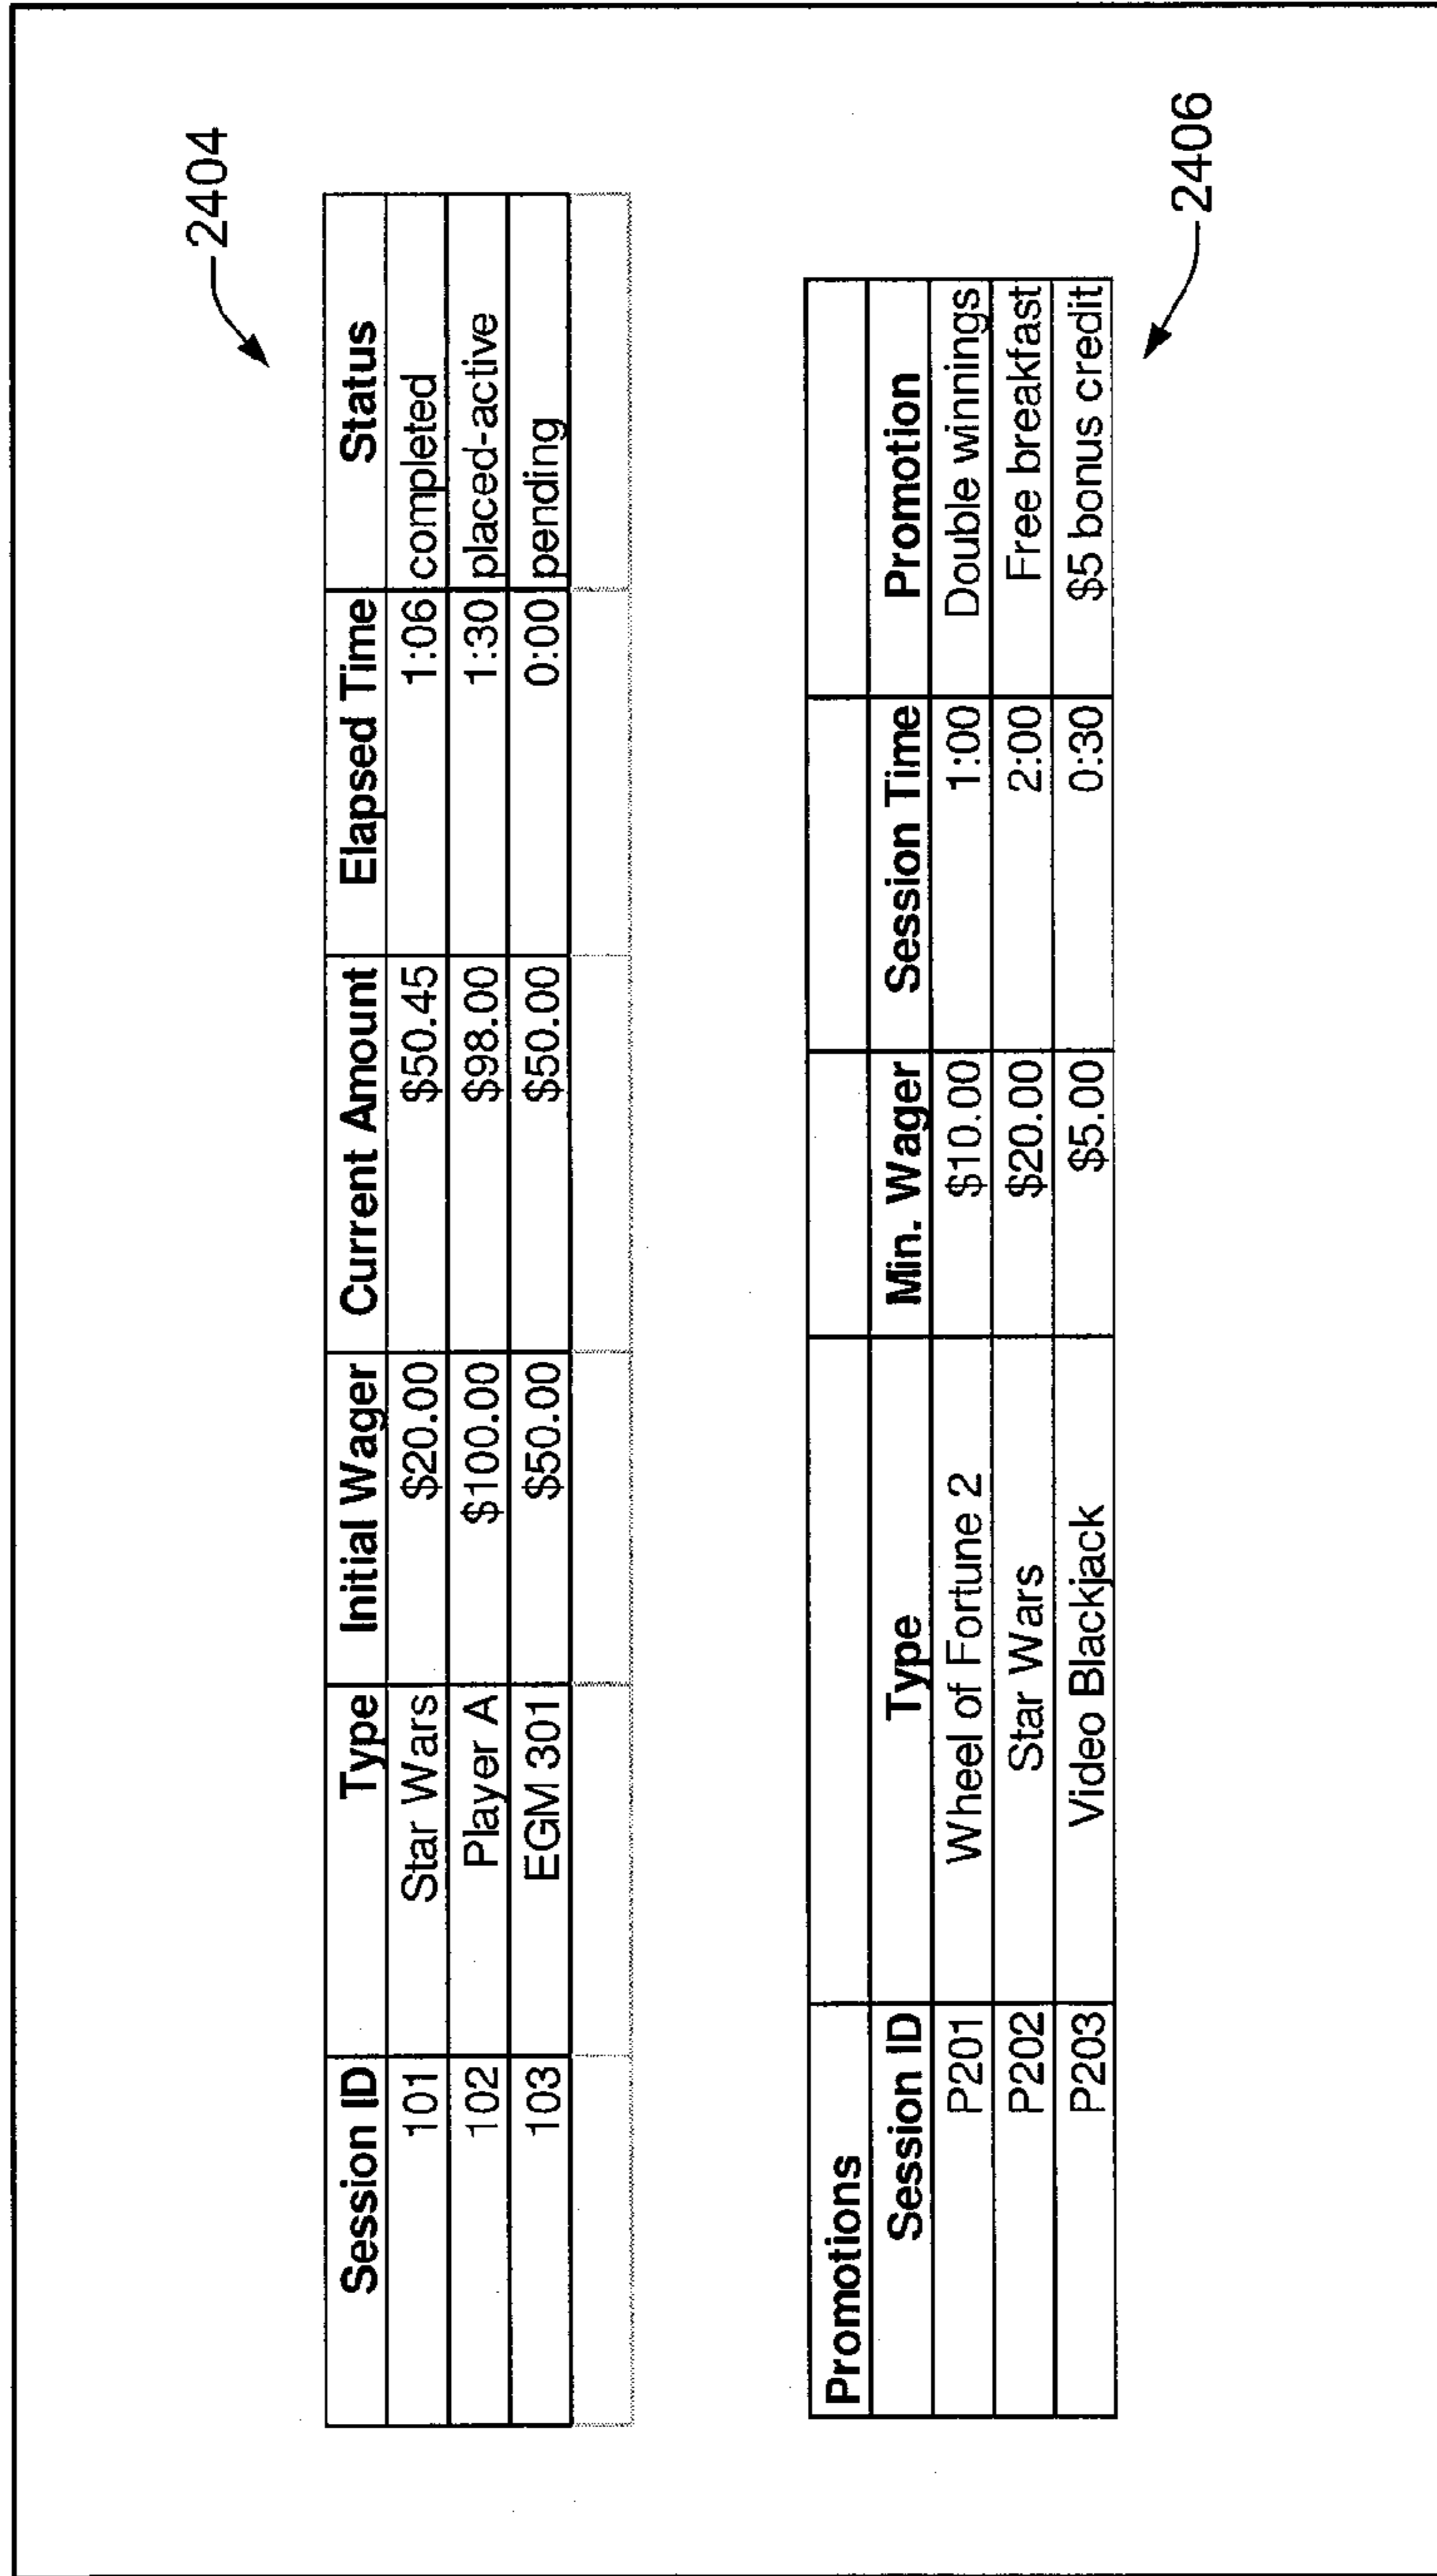 2404
Session ID Type Initial Wager Current Amount Elapsed Time Status
101 Star Wars $20.00 $50.45 1:06 completed
102 Player A $100.00 $98.00 1:30 placed-active
103 EGM 301 $50.00 $50.00 0:00 pending
Promotions
Session ID Type Min. Wager Session Time Promotion
P201 Wheel of Fortune 2 $10.00 1:00 Double winnings
P202 Star Wars $20.00 2:00 Free breakfast
P203 Video Blackjack $5.00 0:30 $5 bonus credit
2406